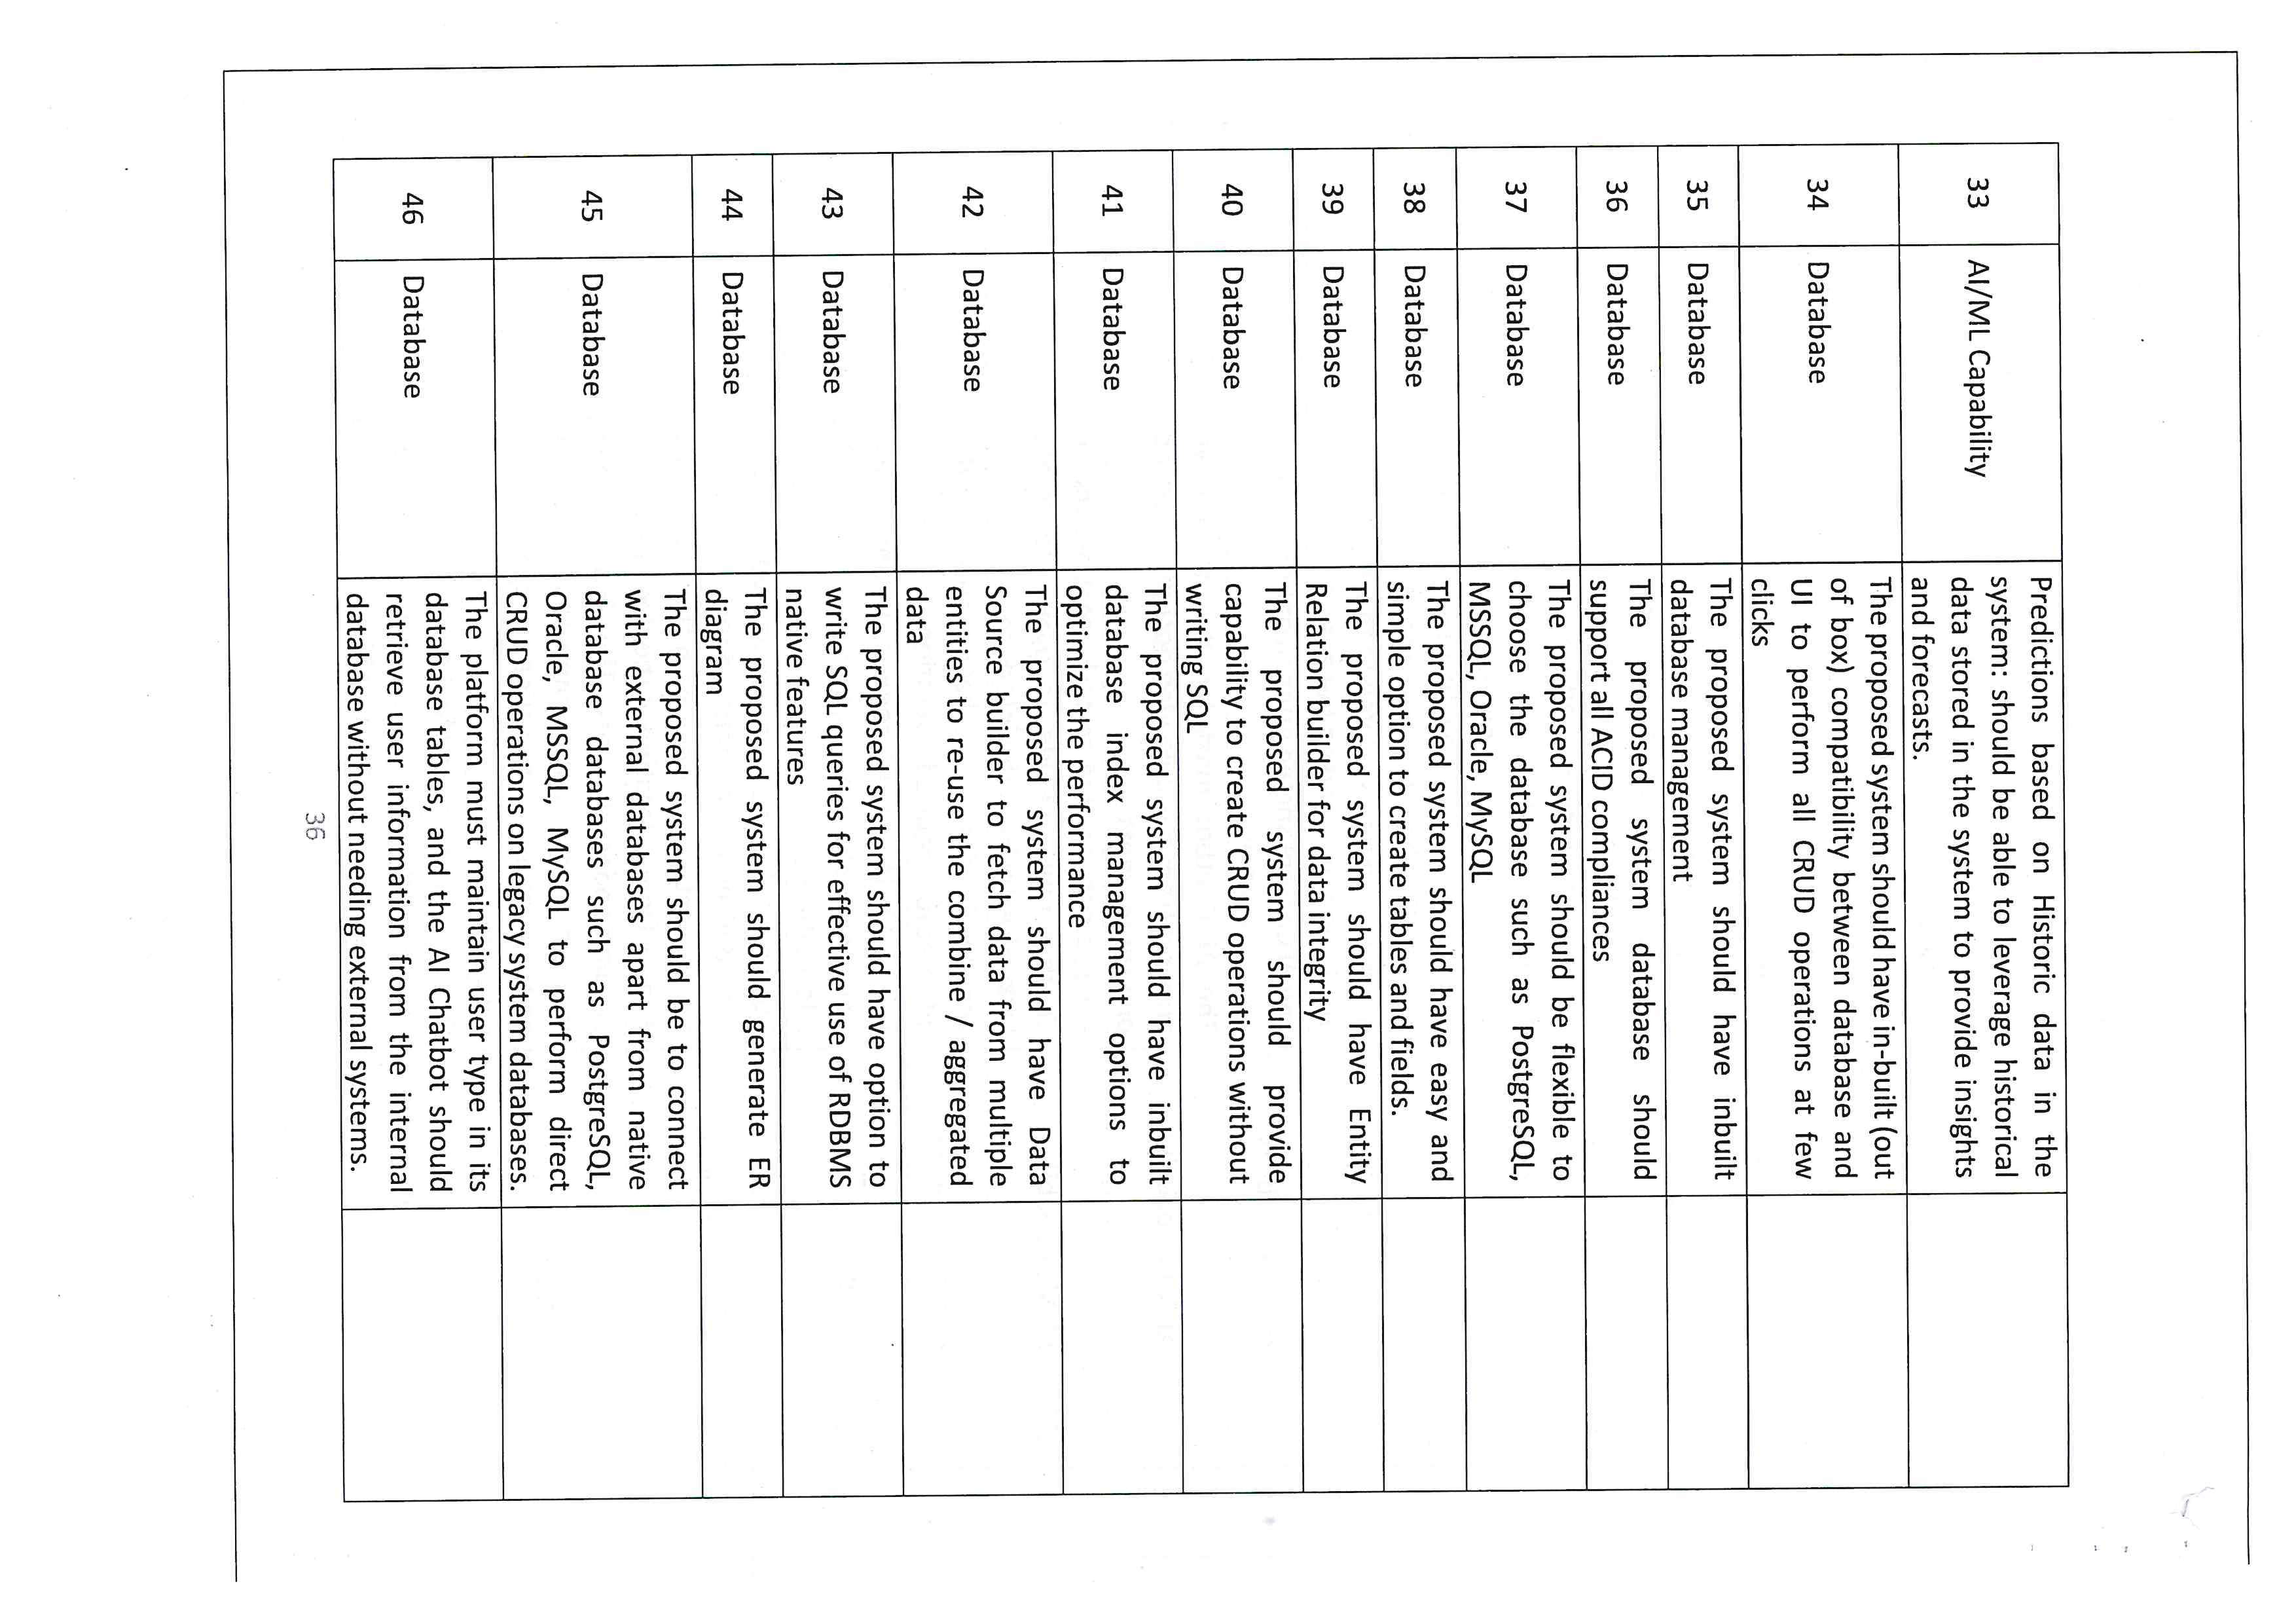 33 AI/ML Capability Predictions based on Historic data in the
system: should be able to leverage historical
data stored in the system to provide insights
and forecasts.
34 Database The proposed system should have in-built (out
of box) compatibility between database and
UI to perform all CRUD operations at few
clicks
35 Database The proposed system should have inbuilt
database management
36 Database The proposed system database should
support all ACID compliances
37 Database The proposed system should be flexible to
choose the database such as PostgreSQL,
MSSQL, Oracle, MySQL
38 Database The proposed system should have easy and
simple option to create tables and fields.
39 Database The proposed system should have Entity
Relation builder for data integrity
40 Database The proposed system should provide
capability to create CRUD operations without
writing SQL
41 Database The proposed system should have inbuilt
database index management options to
optimize the performance
42 Database The proposed system should have Data
Source builder to fetch data from multiple
entities to re-use the combine / aggregated
data
43 Database The proposed system should have option to
write SQL queries for effective use of RDBMS
native features
44 Database The proposed system should generate ER
diagram
45 Database The proposed system should be to connect
with external databases apart from native
database databases such as PostgreSQL,
Oracle, MSSQL, MySQL to perform direct
CRUD operations on legacy system databases.
46 Database The platform must maintain user type in its
database tables, and the AI Chatbot should
retrieve user information from the internal
database without needing external systems.
36